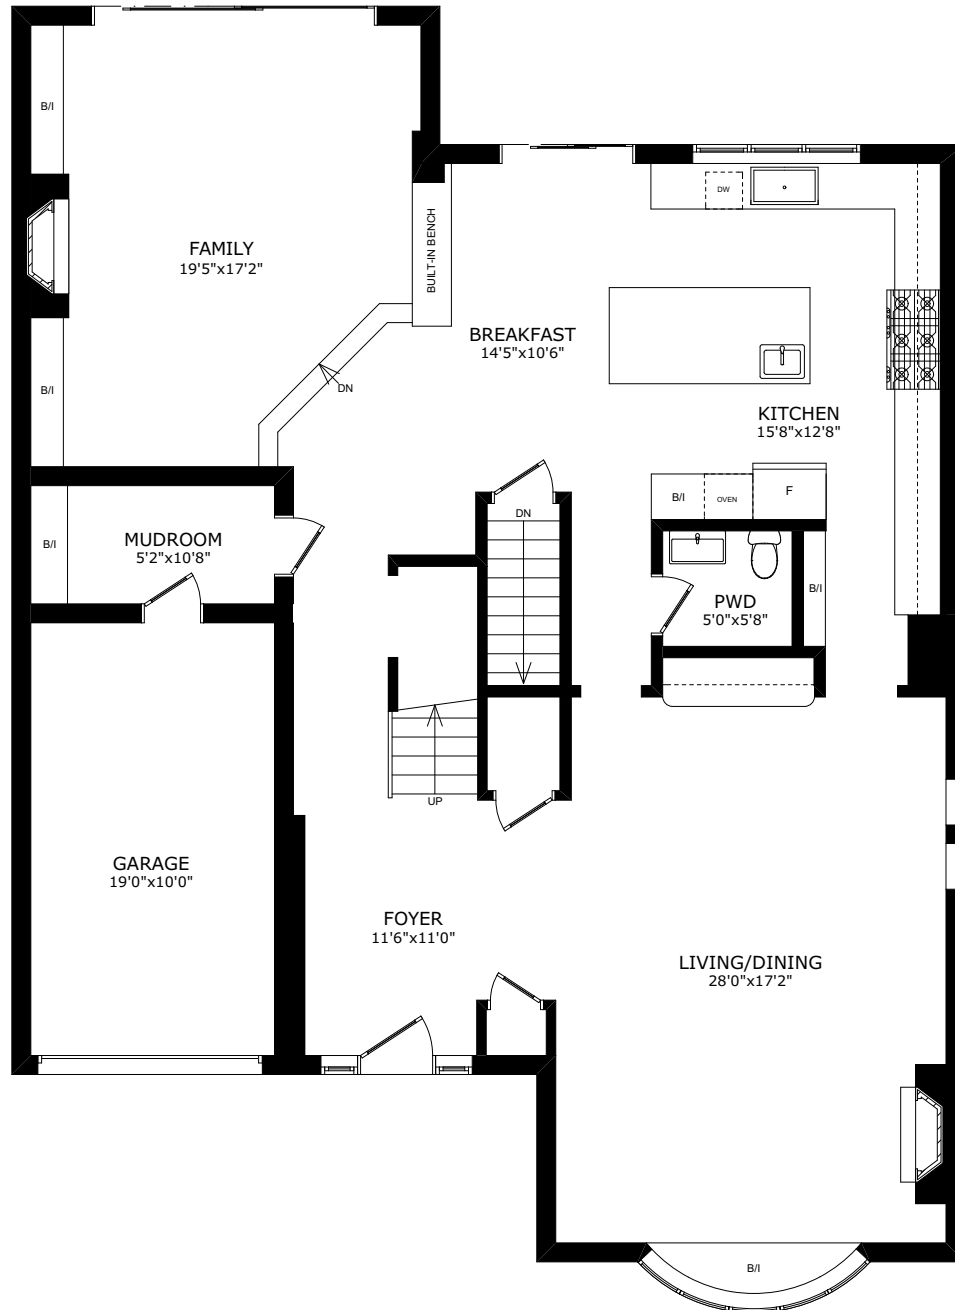 B/I
FAMILY
19'5"x17'2"
BUILT-IN BENCH
DW
BREAKFAST
14'5"x10'6"
DN
B/I
KITCHEN
15'8"x12'8"
B/I
OVEN
F
DN
B/I
MUDROOM
5'2"x10'8"
PWD
5'0"x5'8"
B/I
UP
GARAGE
19'0"x10'0"
FOYER
11'6"x11'0"
LIVING/DINING
28'0"x17'2"
B/I